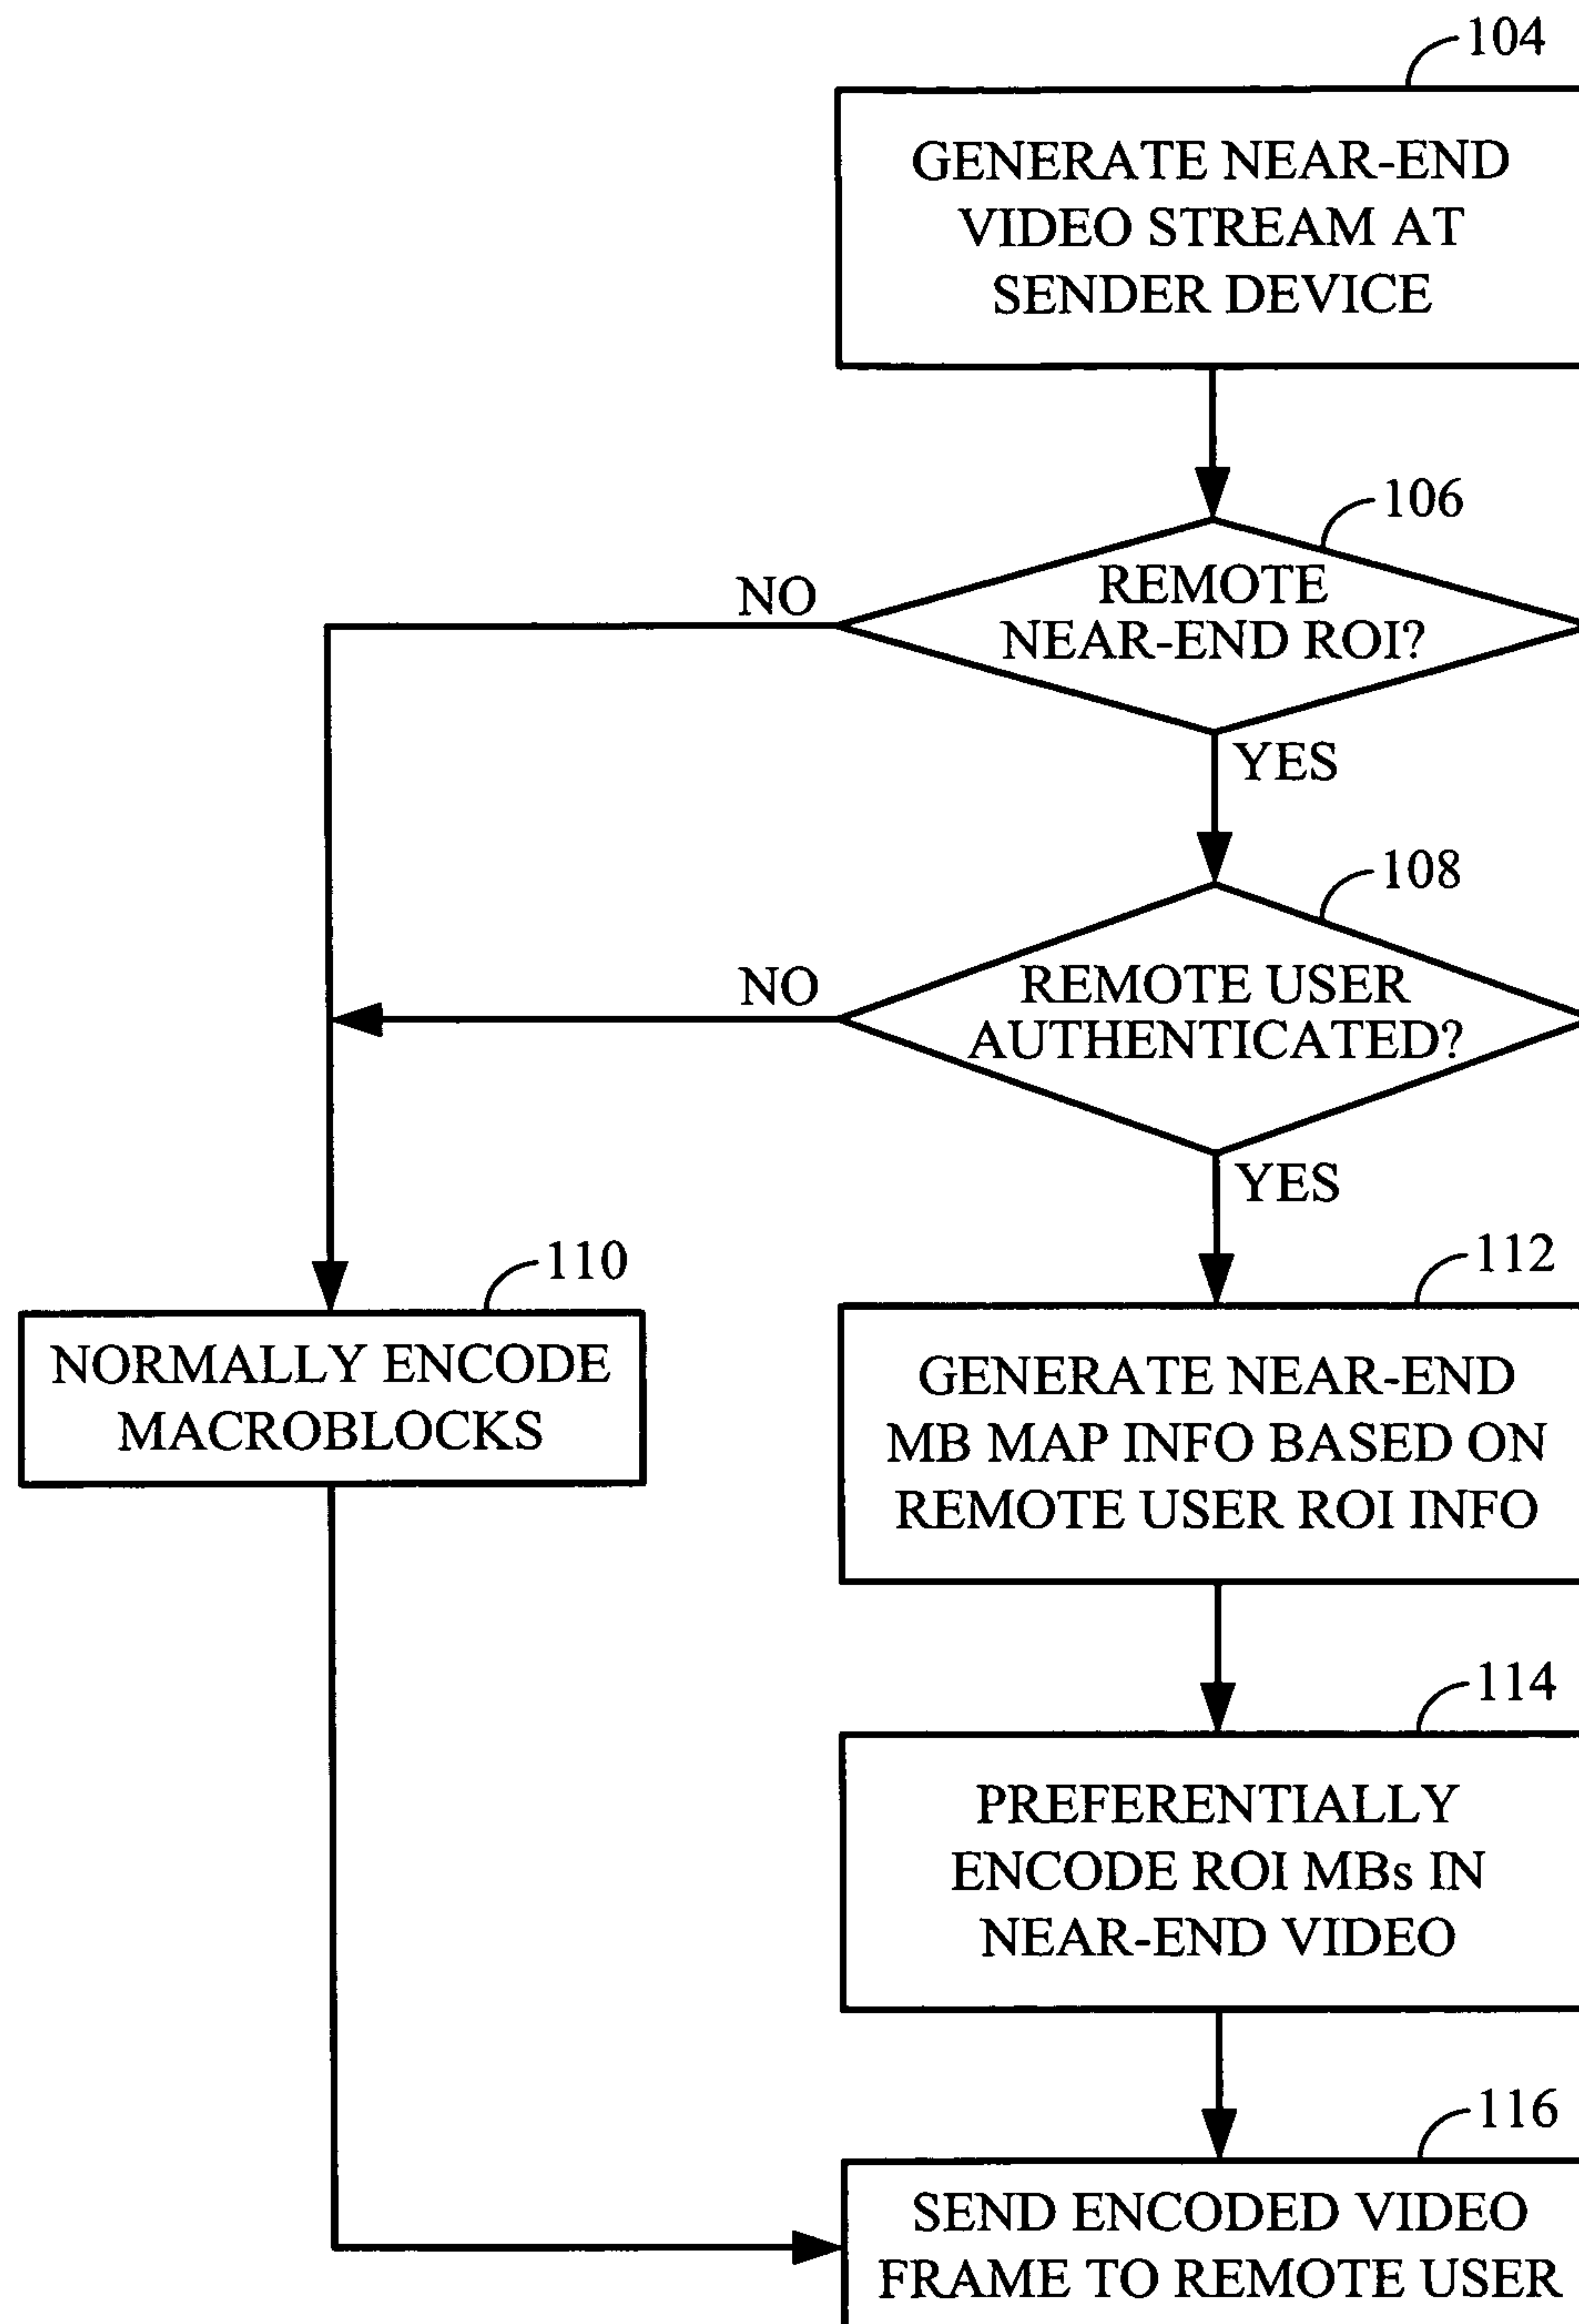 104
GENERATE NEAR-END
VIDEO STREAM AT
SENDER DEVICE
106
NO
REMOTE
NEAR-END ROI?
YES
108
NO
REMOTE USER
AUTHENTICATED?
YES
110
NORMALLY ENCODE
MACROBLOCKS
112
GENERATE NEAR-END
MB MAP INFO BASED ON
REMOTE USER ROI INFO
114
PREFERENTIALLY
ENCODE ROI MBs IN
NEAR-END VIDEO
116
SEND ENCODED VIDEO
FRAME TO REMOTE USER